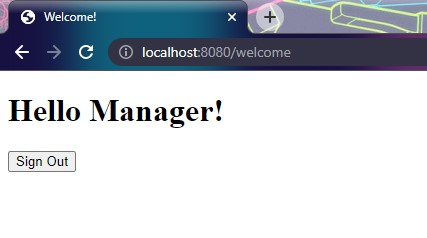 Welcome!
localhost:8080/welcome
Hello Manager!
Sign Out